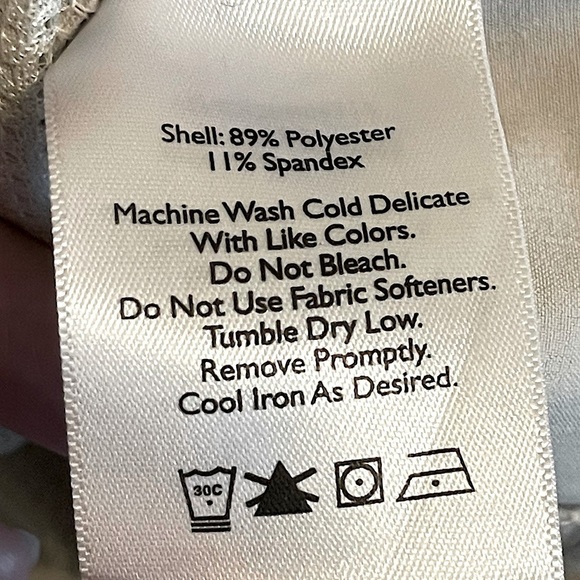 Shell: 89% Polyester
11% Spandex
Machine Wash Cold Delicate
With Like Colors.
Do Not Bleach.
Do Not Use Fabric Softeners.
Tumble Dry Low.
Remove Promptly.
Cool Iron As Desired.
30C